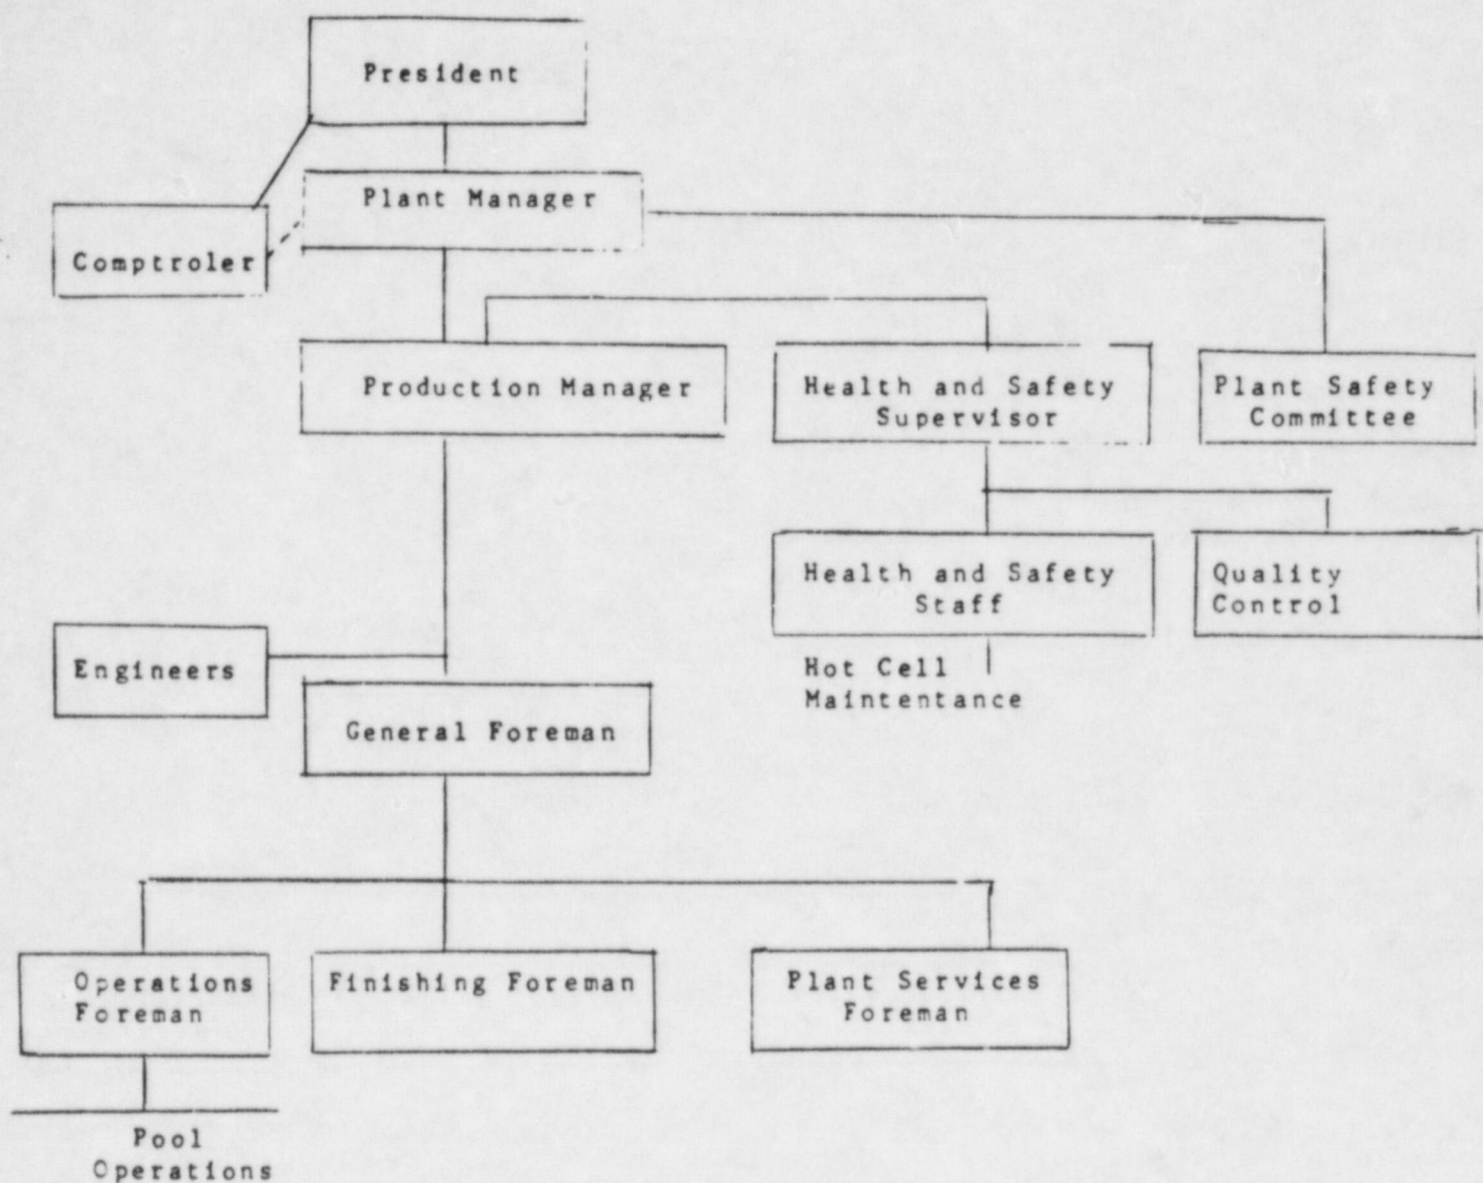 President
Plant Manager
Comptroler
Production Manager
Health and Safety
Supervisor
Plant Safety
Committee
Health and Safety
Staff
Quality
Control
Engineers
Hot Cell
Maintentance
General Foreman
Operations
Foreman
Finishing Foreman
Plant Services
Foreman
Pool
Operations